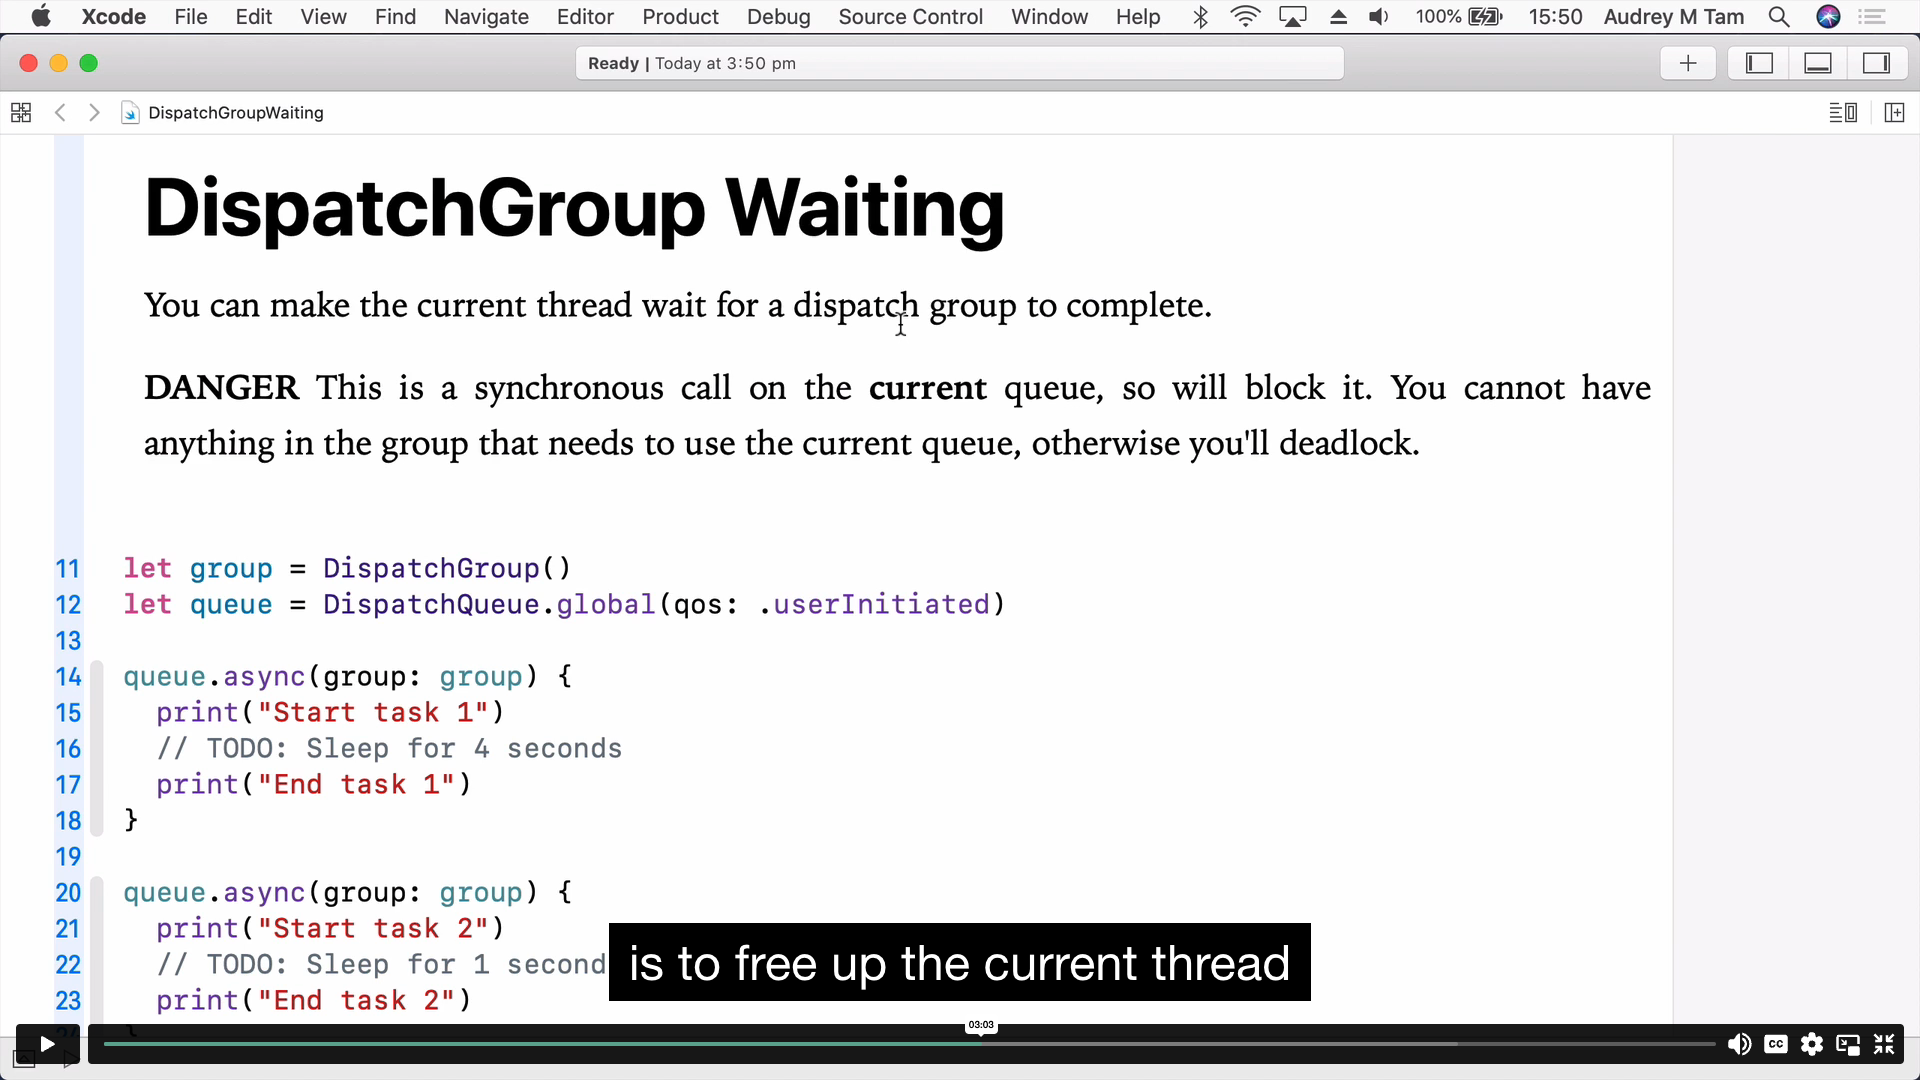 Xcode File Edit View Find Navigate Editor Product Debug Source Control Window Help 100% 15:50 Audrey M Tam
Ready | Today at 3:50 pm
DispatchGroupWaiting
DispatchGroup Waiting
You can make the current thread wait for a dispatch group to complete.
DANGER This is a synchronous call on the current queue, so will block it. You cannot have
anything in the group that needs to use the current queue, otherwise you'll deadlock.
11 let group = DispatchGroup()
12 let queue = DispatchQueue.global(qos: .userInitiated)
13
14 queue.async(group: group) {
15 print("Start task 1")
16 // TODO: Sleep for 4 seconds
17 print("End task 1")
18 }
19
20 queue.async(group: group) {
21 print("Start task 2")
22 // TODO: Sleep for 1 second
23 print("End task 2")
is to free up the current thread
03:03
CC